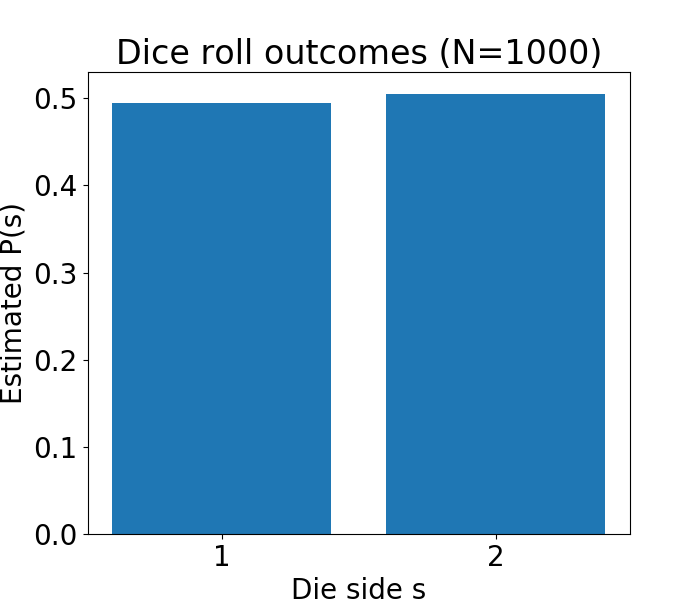 Dice roll outcomes (N=1000)
Estimated P(s)
0.5
0.4
0.3
0.2
0.1
0.0
1 2
Die side s